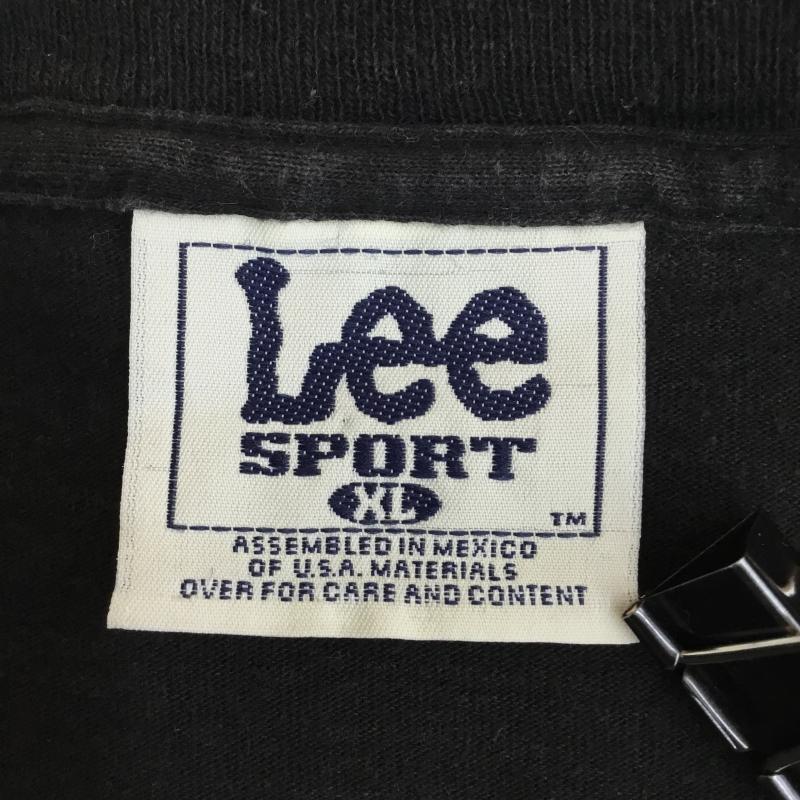 Lee
SPORT
XL
TM
ASSEMBLED IN MEXICO
OF U.S.A. MATERIALS
OVER FOR CARE AND CONTENT